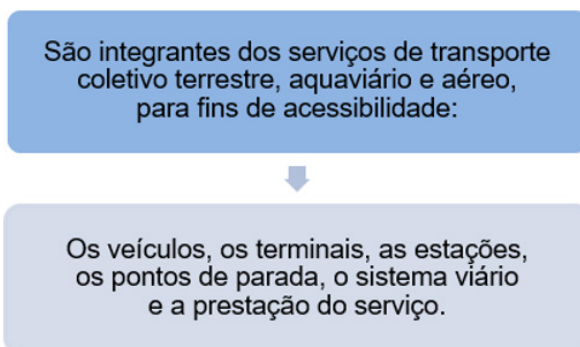 São integrantes dos serviços de transporte
coletivo terrestre, aquaviário e aéreo,
para fins de acessibilidade:
Os veículos, os terminais, as estações,
os pontos de parada, o sistema viário
e a prestação do serviço.